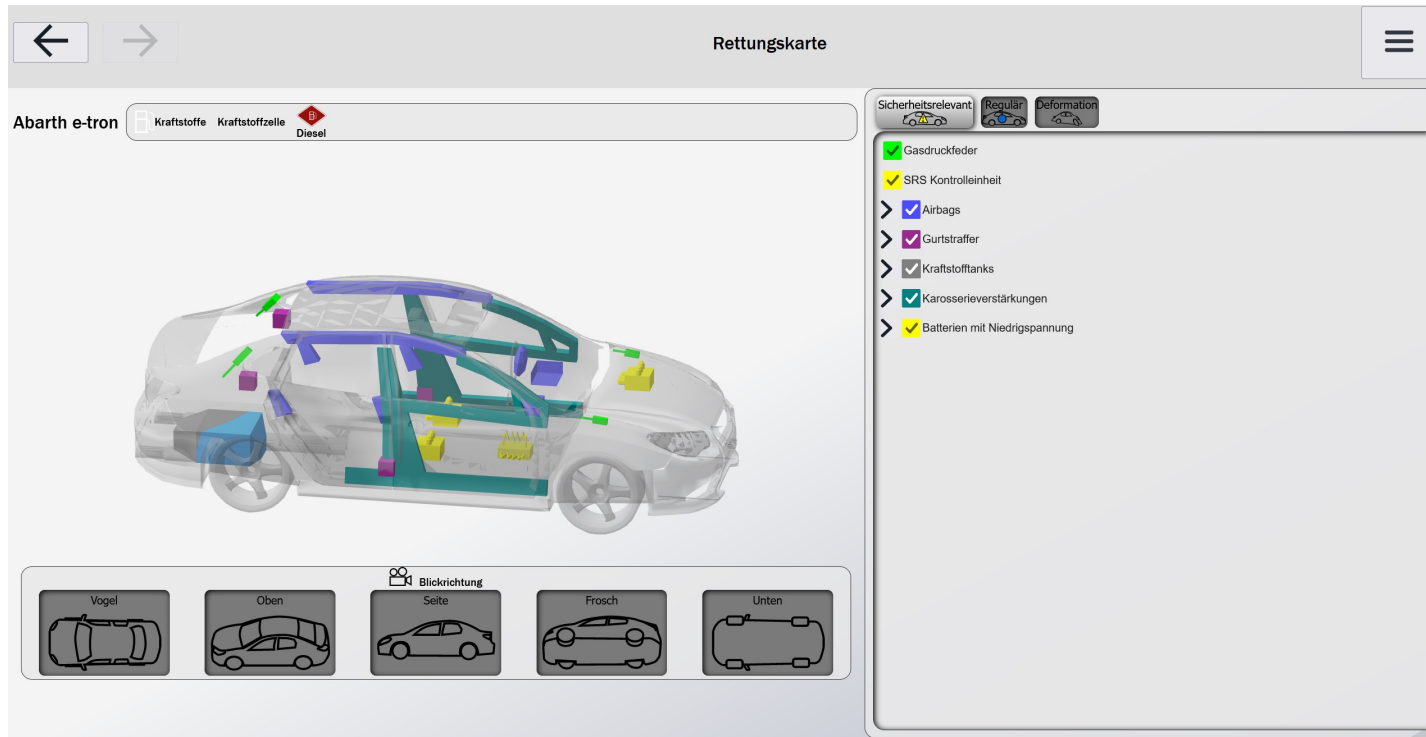 Rettungskarte
Abarth e-tron
Kraftstoffe Kraftstoffzelle
Diesel
Sicherheitsrelevant
Regulär
Deformation
Gasdruckfeder
SRS Kontrolleinheit
Airbags
Gurtstraffer
Kraftstofftanks
Karosserieverstärkungen
Batterien mit Niedrigspannung
Blickrichtung
Vogel
Oben
Seite
Frosch
Unten